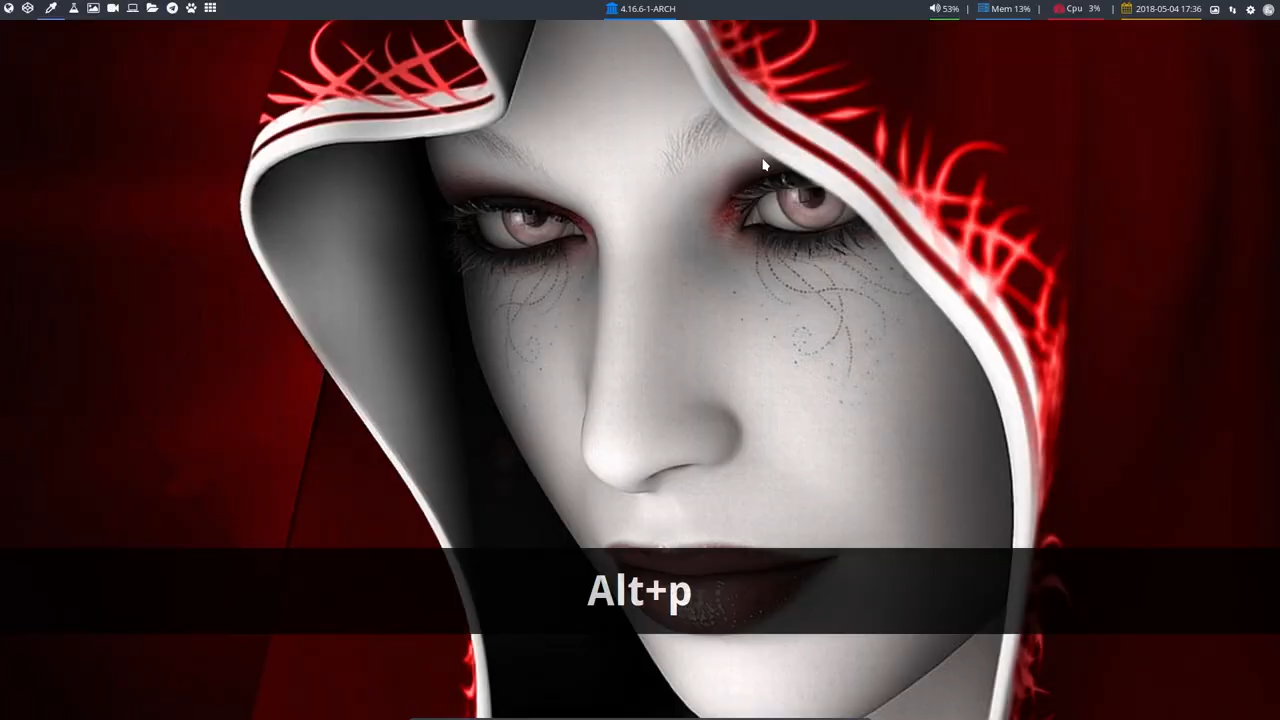 4.16.6-1-ARCH
53% | Mem 13% | Cpu 3% | 2018-05-04 17:36
Alt+p